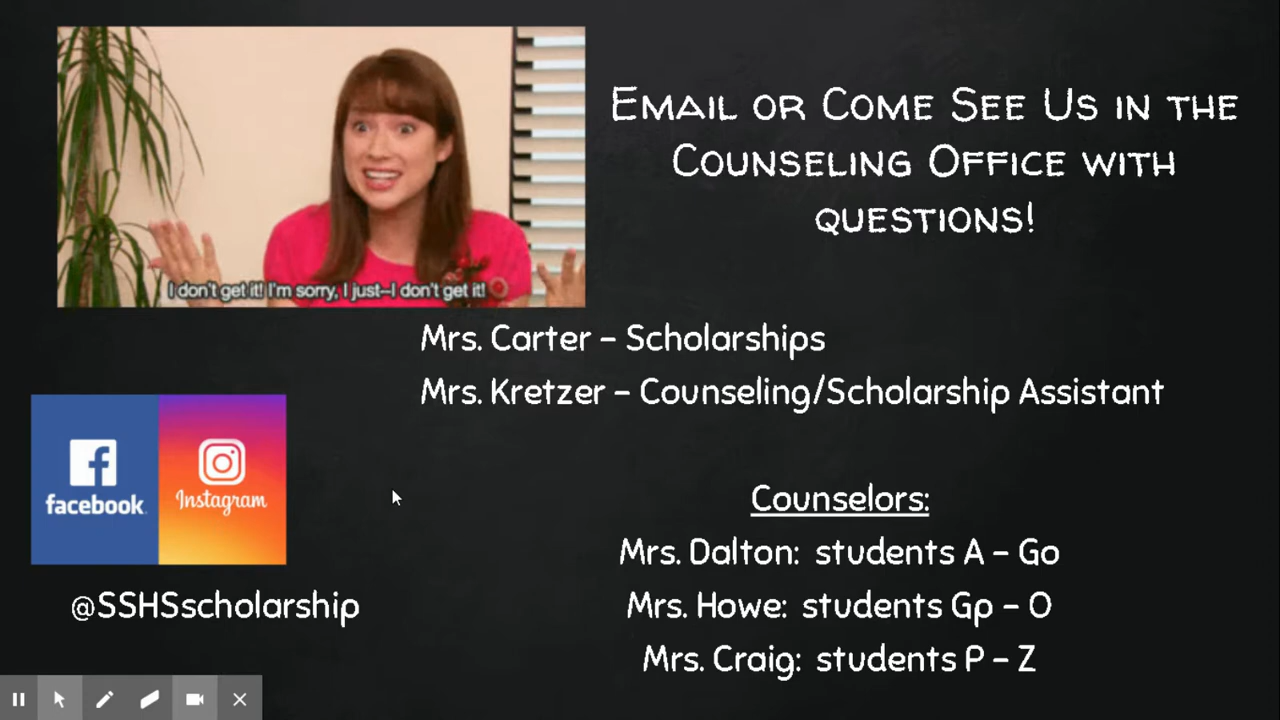 Email or Come See Us in the
Counseling Office with
questions!
I don't get it! I'm sorry, I just--I don't get it!
Mrs. Carter – Scholarships
Mrs. Kretzer – Counseling/Scholarship Assistant
facebook
Instagram
@SSHSscholarship
Counselors:
Mrs. Dalton: students A – Go
Mrs. Howe: students Gp – O
Mrs. Craig: students P – Z